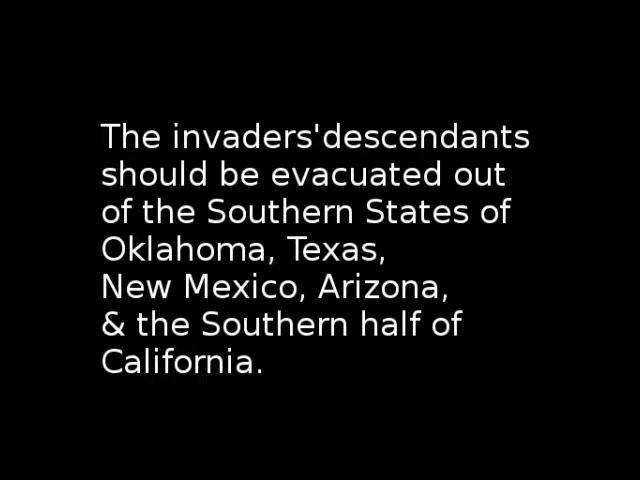 The invaders'descendants
should be evacuated out
of the Southern States of
Oklahoma, Texas,
New Mexico, Arizona,
& the Southern half of
California.